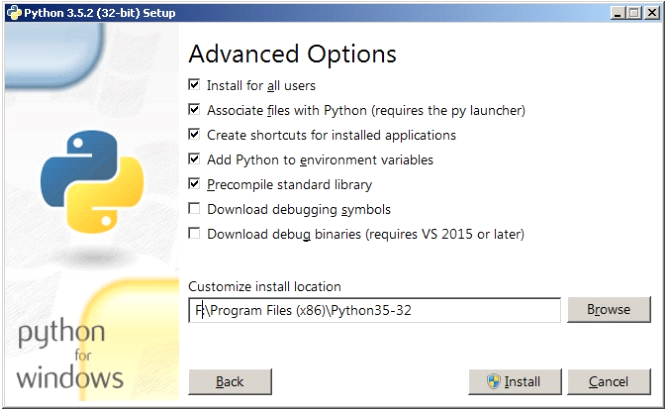 Python 3.5.2 (32-bit) Setup
Advanced Options
Install for all users
Associate files with Python (requires the py launcher)
Create shortcuts for installed applications
Add Python to environment variables
Precompile standard library
Download debugging symbols
Download debug binaries (requires VS 2015 or later)
Customize install location
F:\Program Files (x86)\Python35-32
Browse
python
for
windows
Back
Install
Cancel